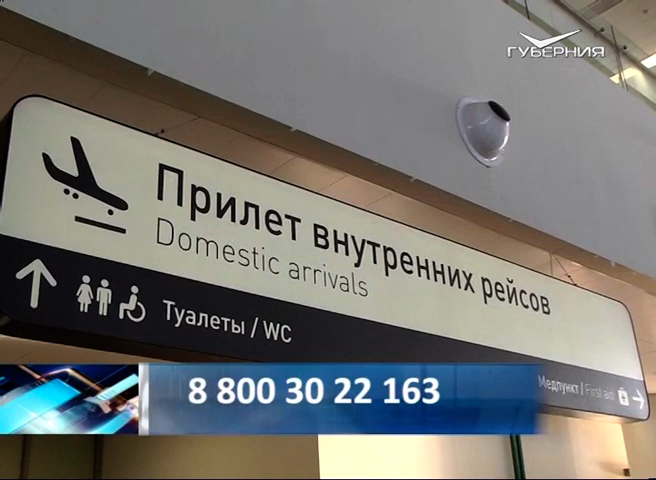 ГУБЕРНИЯ
Прилет внутренних рейсов
Domestic arrivals
Туалеты / WC
Медпункт / First aid
8 800 30 22 163